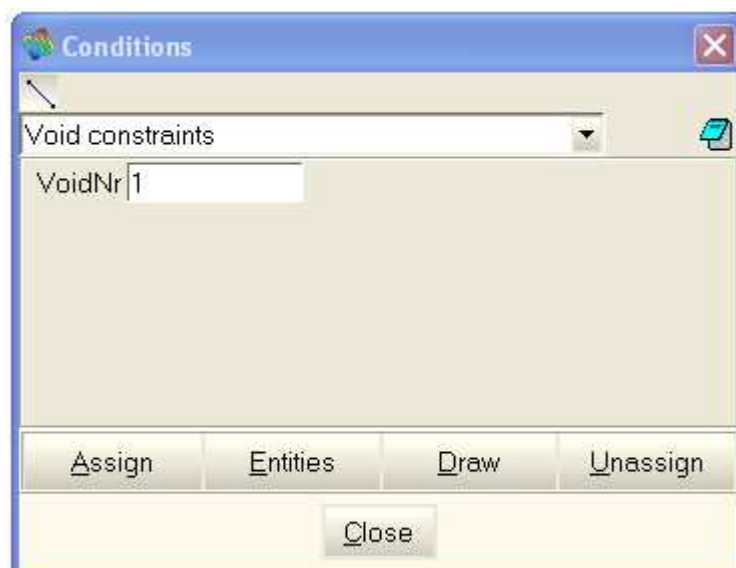 Conditions
Void constraints
VoidNr 1
Assign Entities Draw Unassign
Close